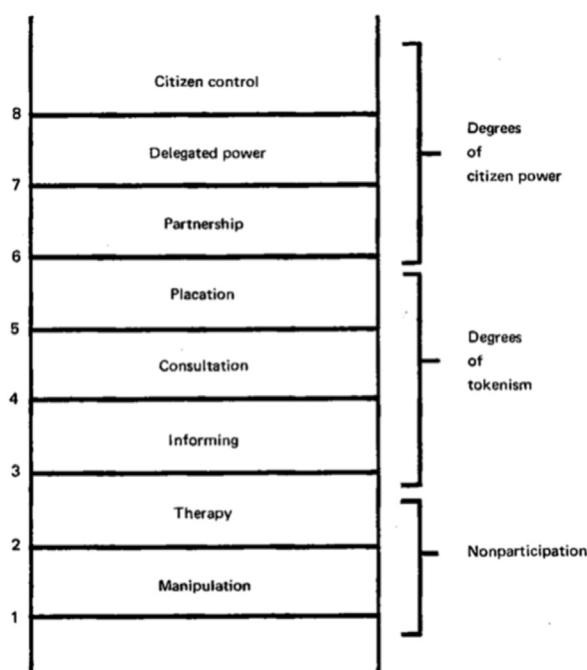 Citizen control
8
Delegated power
7
Partnership
6
Placation
5
Consultation
4
Informing
3
Therapy
2
Manipulation
1
Degrees
of
citizen power
Degrees
of
tokenism
Nonparticipation